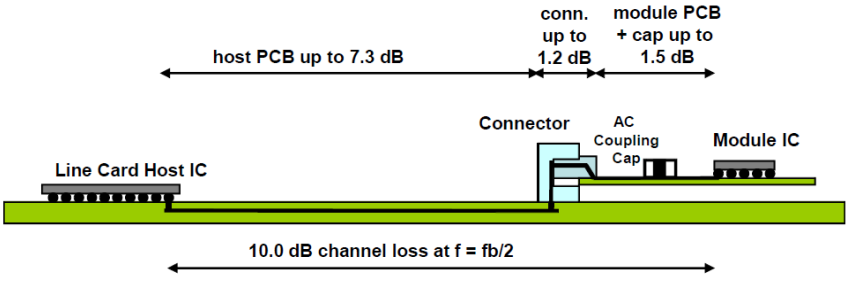 conn.
up to
1.2 dB
module PCB
+ cap up to
1.5 dB
host PCB up to 7.3 dB
Connector
AC
Coupling
Cap
Module IC
Line Card Host IC
10.0 dB channel loss at f = fb/2